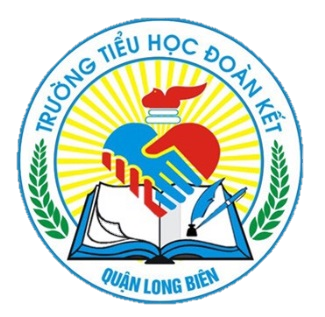 TRƯỜNG TIỂU HỌC ĐOÀN KẾT
QUẬN LONG BIÊN